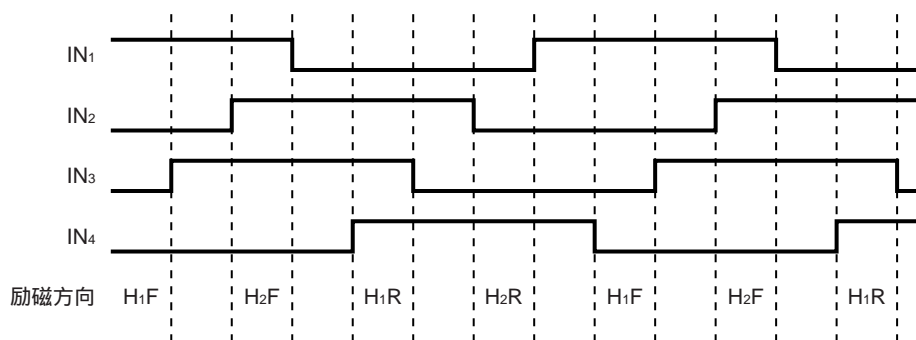 IN₁
IN₂
IN₃
IN₄
励磁方向 H₁F H₂F H₁R H₂R H₁F H₂F H₁R